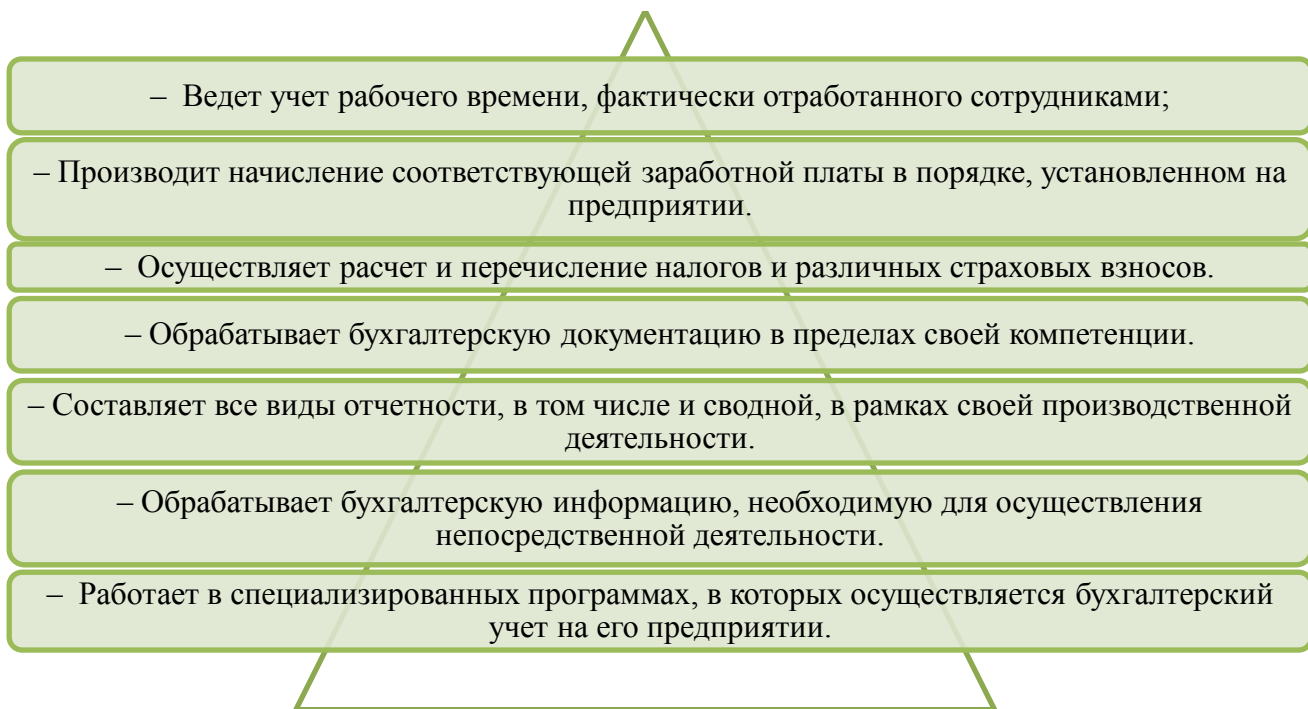 – Ведет учет рабочего времени, фактически отработанного сотрудниками;
– Производит начисление соответствующей заработной платы в порядке, установленном на
предприятии.
– Осуществляет расчет и перечисление налогов и различных страховых взносов.
– Обрабатывает бухгалтерскую документацию в пределах своей компетенции.
– Составляет все виды отчетности, в том числе и сводной, в рамках своей производственной
деятельности.
– Обрабатывает бухгалтерскую информацию, необходимую для осуществления
непосредственной деятельности.
– Работает в специализированных программах, в которых осуществляется бухгалтерский
учет на его предприятии.